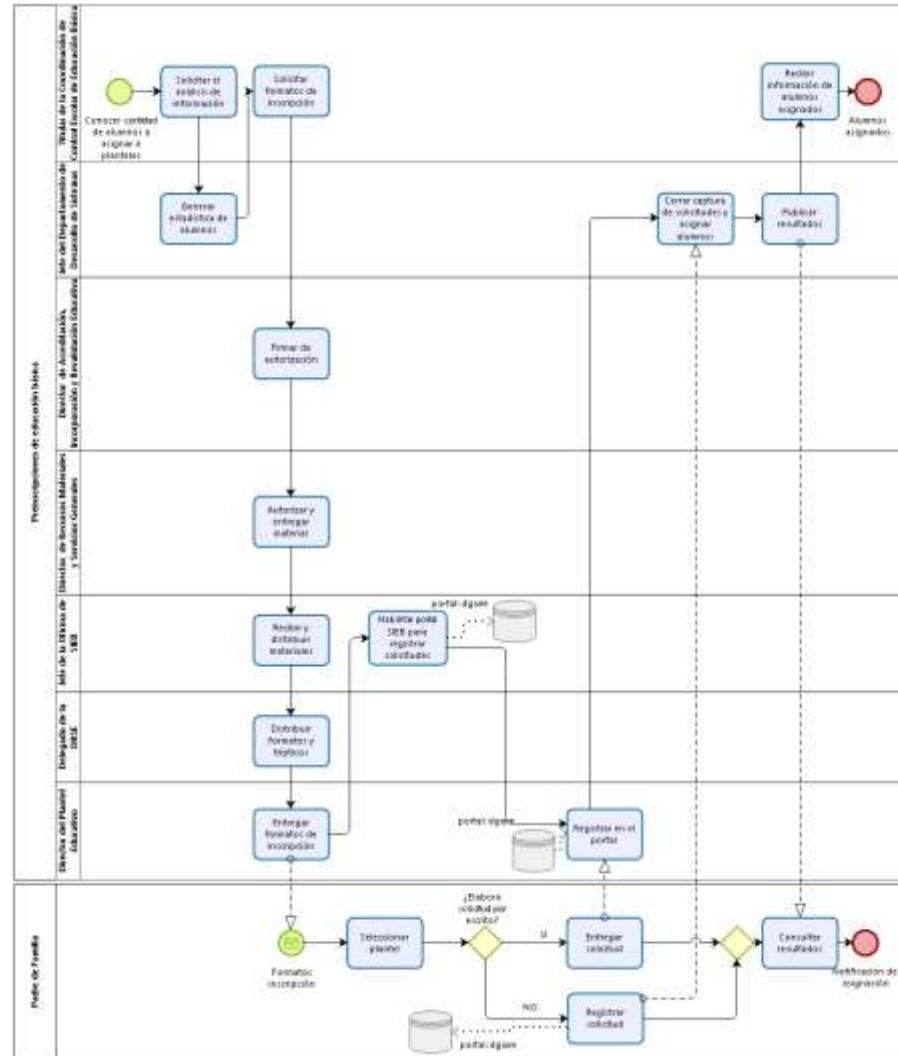 Preinscripciones de educación básica
Titular de la Coordinación de
Control Escolar de Educación Básica
Conocer cantidad
de alumnos a
asignar a
planteles
Solicitar el
análisis de
información
Solicitar
formatos de
inscripción
Recibir
información de
alumnos
asignados
Alumnos
asignados
Jefe del Departamento de
Desarrollo de Sistemas
Generar
estadística de
alumnos
Cerrar captura
de solicitudes y
asignar
alumnos
Publicar
resultados
Director de Acreditación,
Incorporación y Revalidación Educativa
Firmar de
autorización
Director de Recursos Materiales
y Servicios Generales
Autorizar y
entregar
material
Jefe de la Oficina de
SIEB
Recibir y
distribuir
materiales
Habilitar portal
SIEB para
registrar
solicitudes
portal dgaire
Delegado de la
Distribuir
formatos y
trípticos
Director del Plantel
Educativo
Entregar
formatos de
inscripción
portal dgaire
Registrar en el
portal
Padre de Familia
Formatos
inscripción
Seleccionar
plantel
¿Elabora
solicitud por
escrito?
SI
Entregar
solicitud
NO
Registrar
solicitud
portal dgaire
Consultar
resultados
Notificación de
asignación